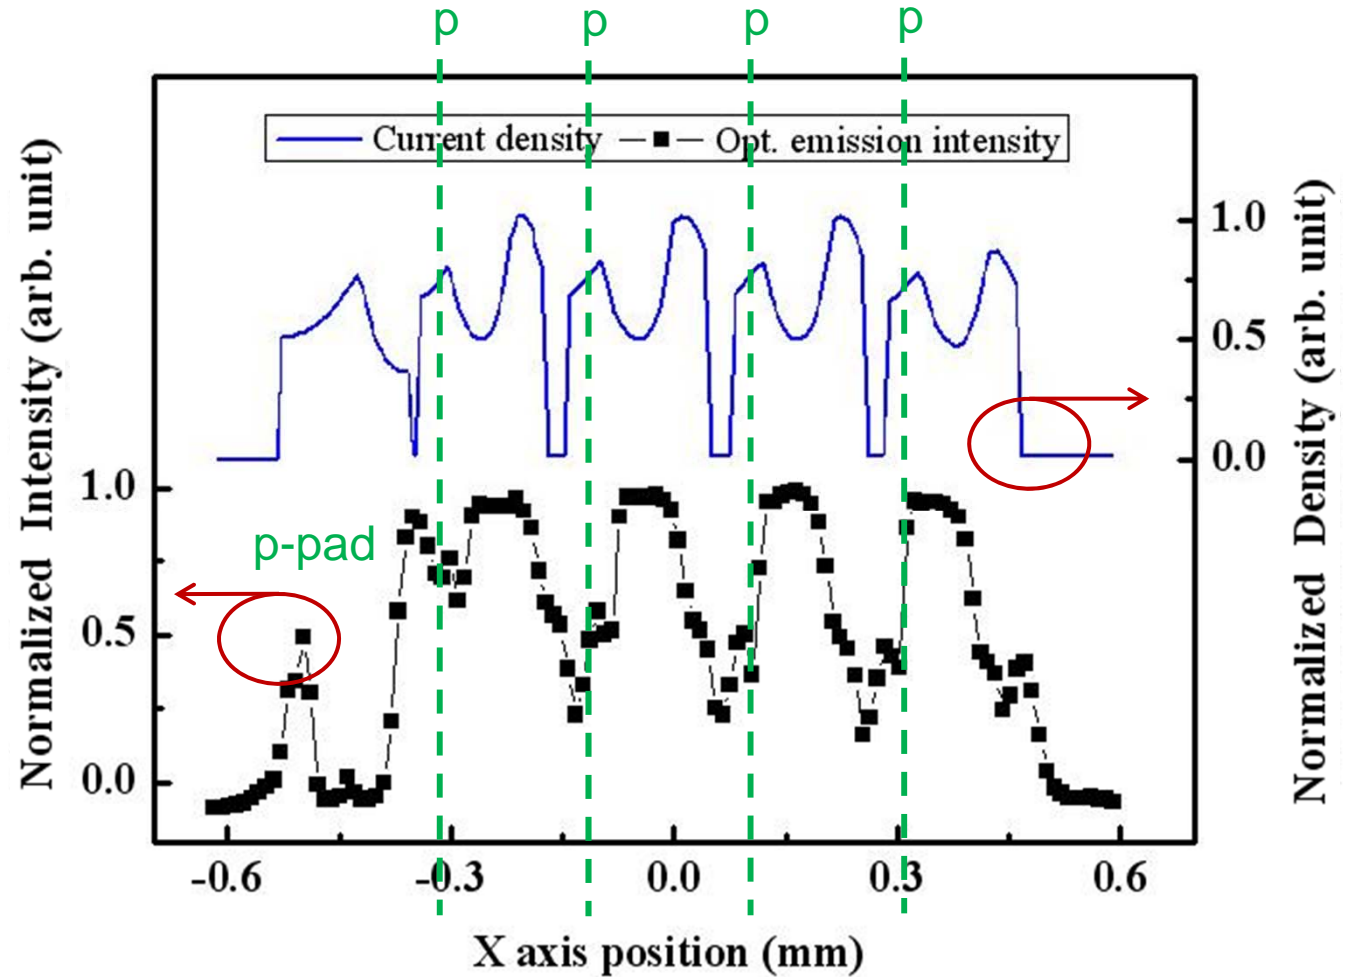 p p p p
Current density Opt. emission intensity
Normalized Intensity (arb. unit)
1.0
0.5
0.0
p-pad
1.0
0.5
0.0
Normalized Density (arb. unit)
-0.6 -0.3 0.0 0.3 0.6
X axis position (mm)